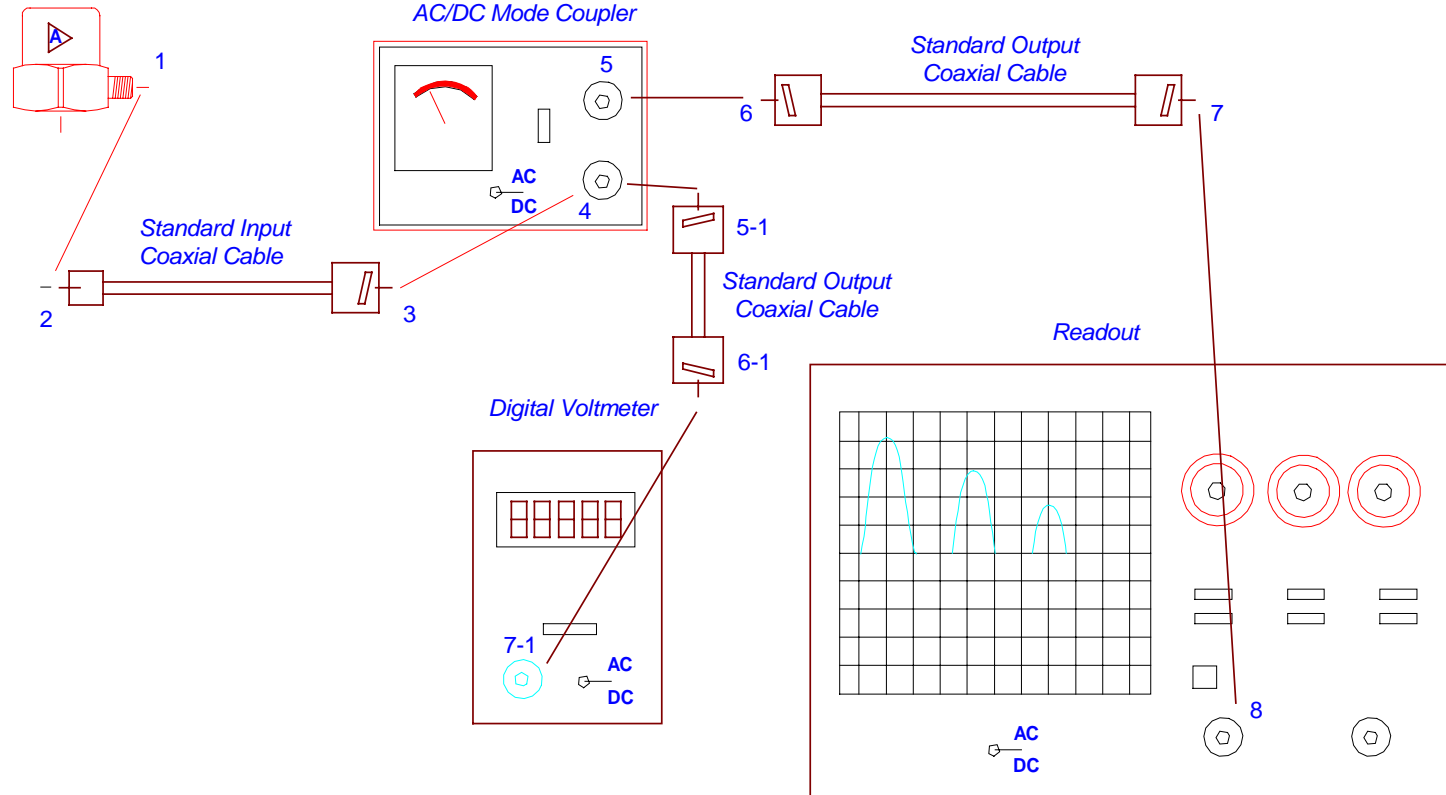 AC/DC Mode Coupler
A
1
5
Standard Output
Coaxial Cable
6
7
AC
DC
4
Standard Input
Coaxial Cable
2
3
5-1
Standard Output
Coaxial Cable
6-1
Readout
Digital Voltmeter
88888
7-1
AC
DC
8
AC
DC